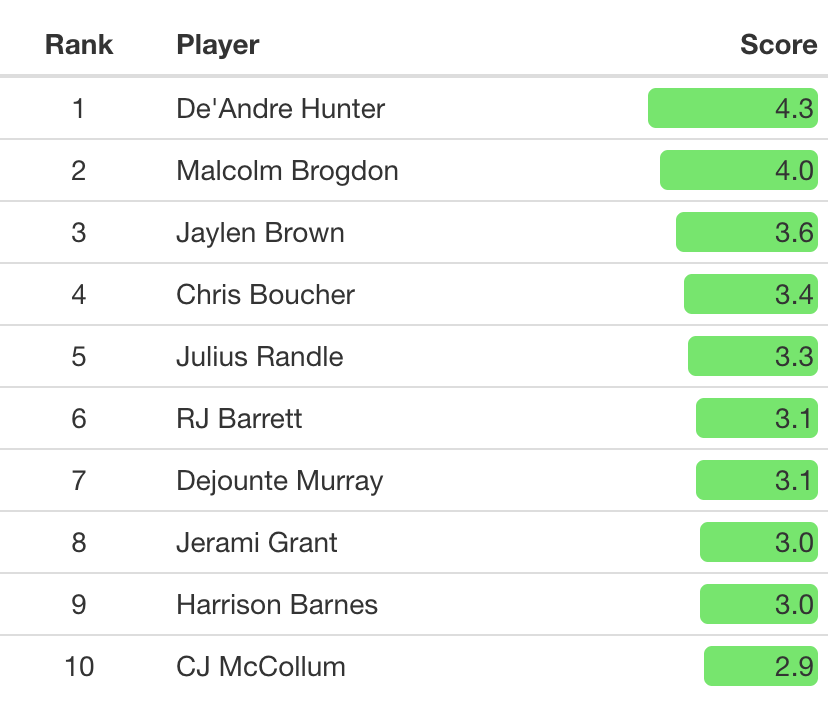 Rank Player Score
1 De'Andre Hunter 4.3
2 Malcolm Brogdon 4.0
3 Jaylen Brown 3.6
4 Chris Boucher 3.4
5 Julius Randle 3.3
6 RJ Barrett 3.1
7 Dejounte Murray 3.1
8 Jerami Grant 3.0
9 Harrison Barnes 3.0
10 CJ McCollum 2.9